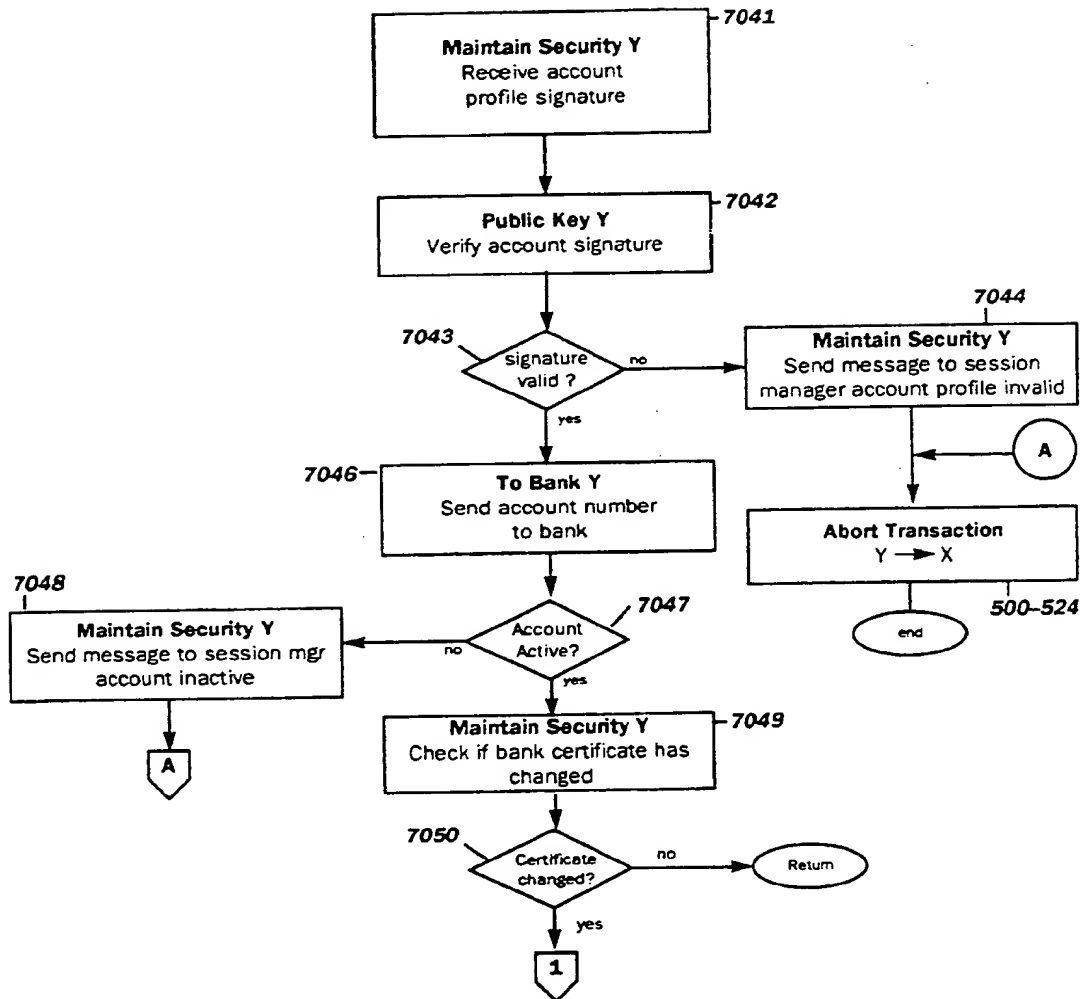 7041
Maintain Security Y
Receive account
profile signature
7042
Public Key Y
Verify account signature
7043
signature
valid ?
no
yes
7044
Maintain Security Y
Send message to session
manager account profile invalid
A
Abort Transaction
Y → X
500–524
end
7046
To Bank Y
Send account number
to bank
7047
Account
Active?
no
yes
7048
Maintain Security Y
Send message to session mgr
account inactive
A
7049
Maintain Security Y
Check if bank certificate has
changed
7050
Certificate
changed?
no
Return
yes
1